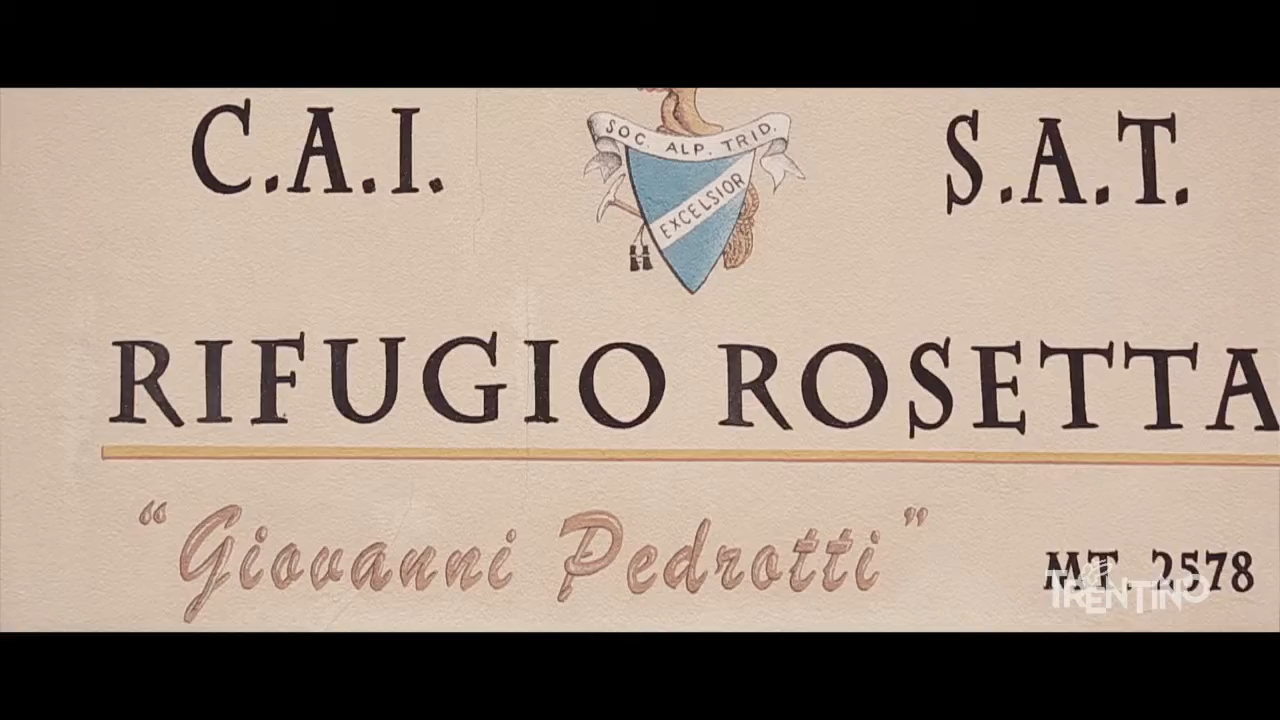 C.A.I.
SOC. ALP. TRID.
EXCELSIOR
S.A.T.
RIFUGIO ROSETTA
“Giovanni Pedrotti”
MT. 2578
TRENTINO